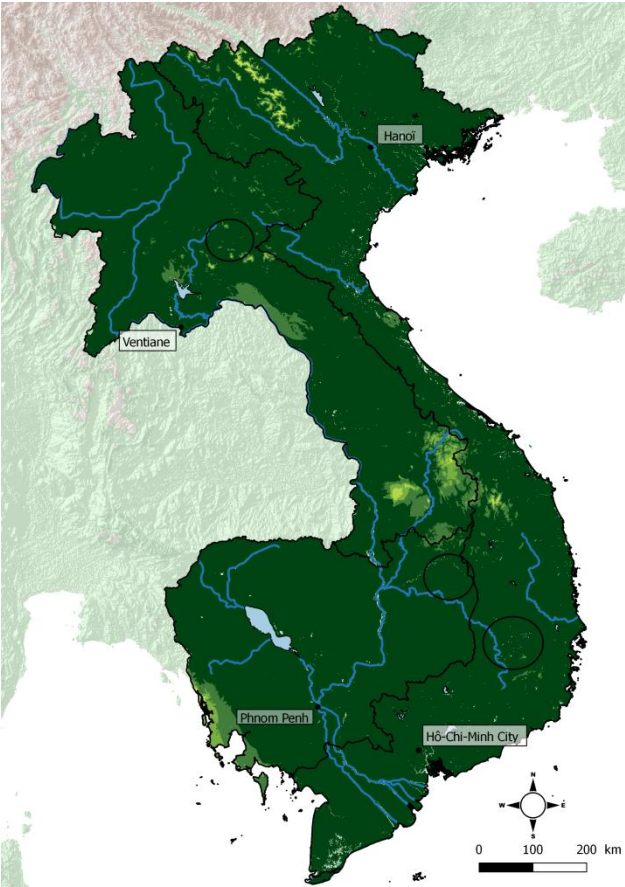 Hanoï
Ventiane
Phnom Penh
Hô-Chi-Minh City
N
W E
S
0 100 200 km